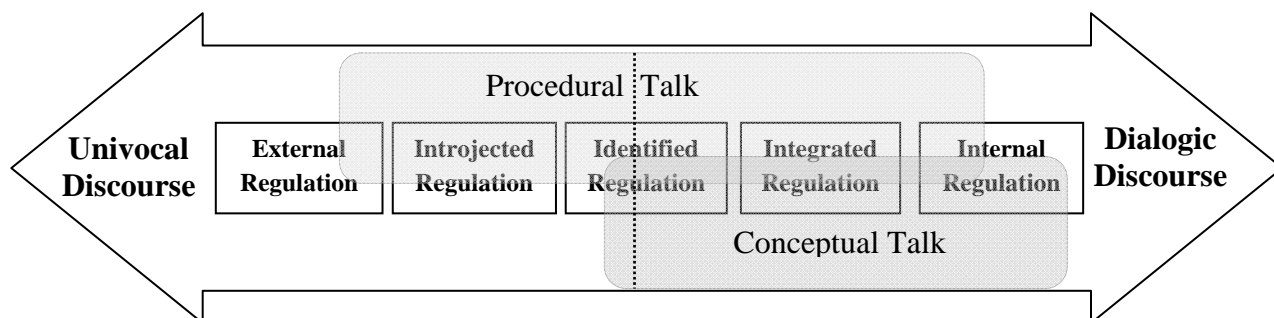 Procedural Talk
Univocal
Discourse
External
Regulation
Introjected
Regulation
Identified
Regulation
Integrated
Regulation
Internal
Regulation
Dialogic
Discourse
Conceptual Talk